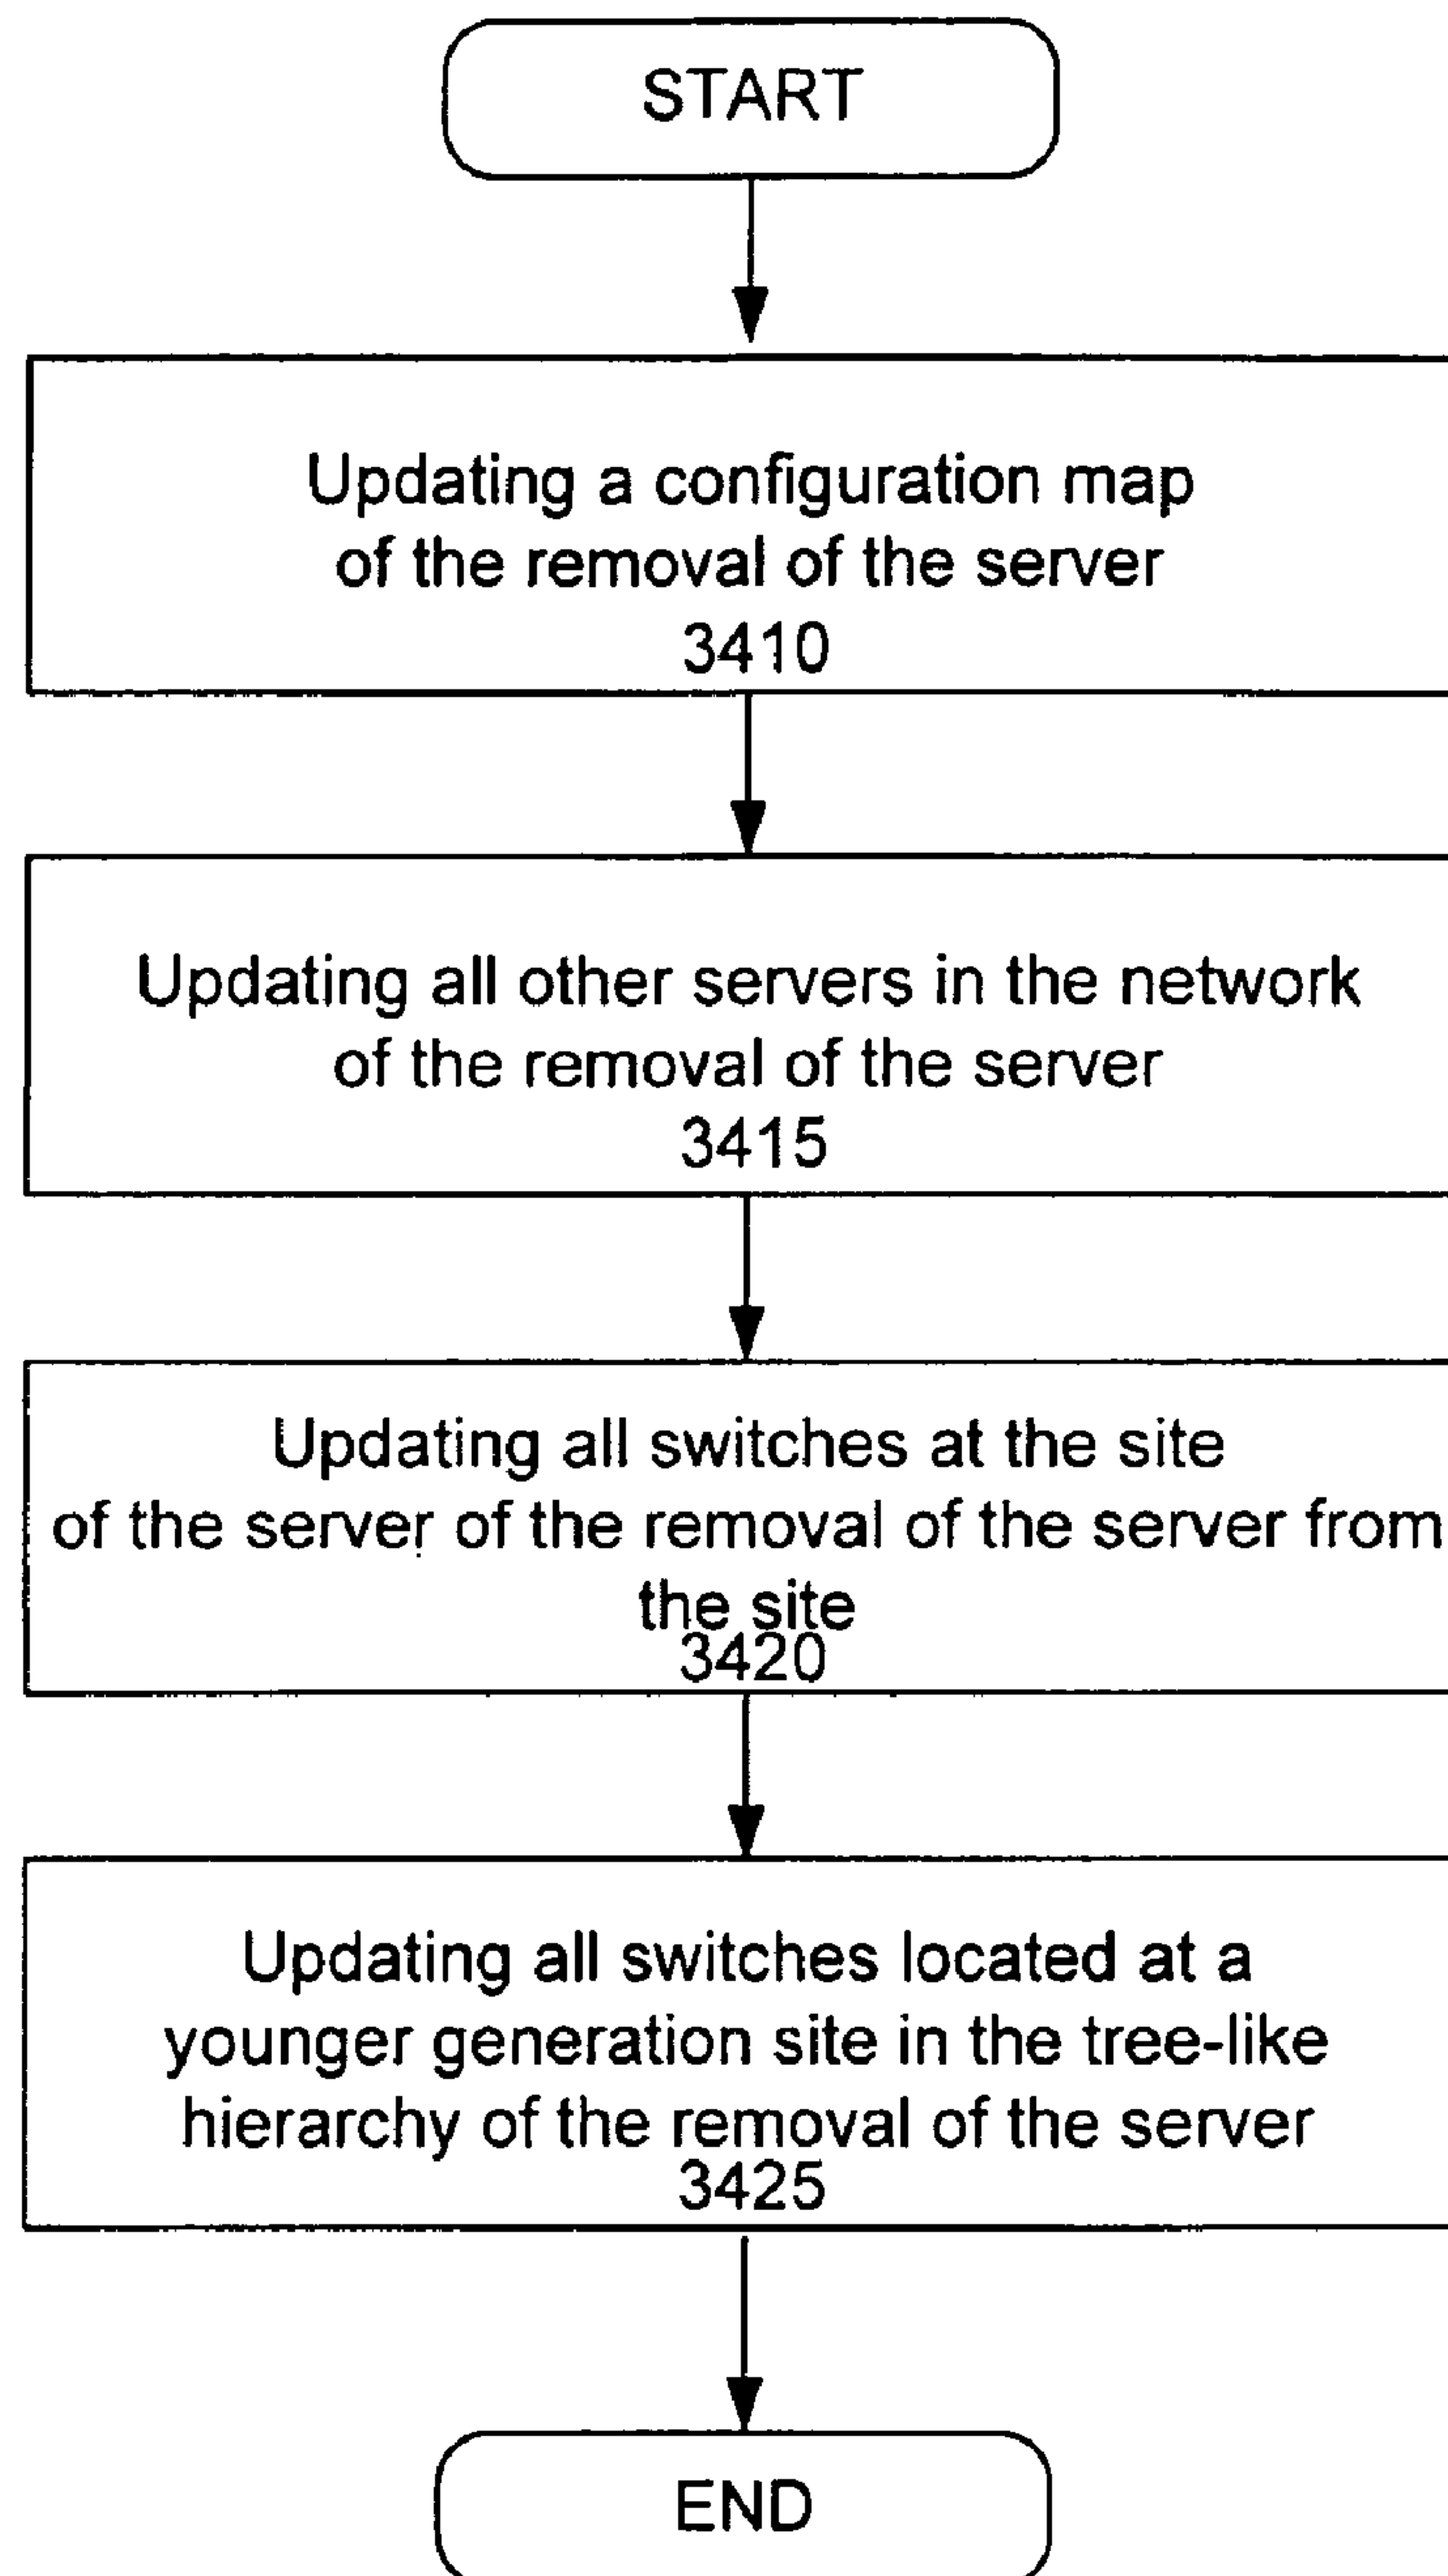 START
Updating a configuration map
of the removal of the server
3410
Updating all other servers in the network
of the removal of the server
3415
Updating all switches at the site
of the server of the removal of the server from
the site
3420
Updating all switches located at a
younger generation site in the tree-like
hierarchy of the removal of the server
3425
END